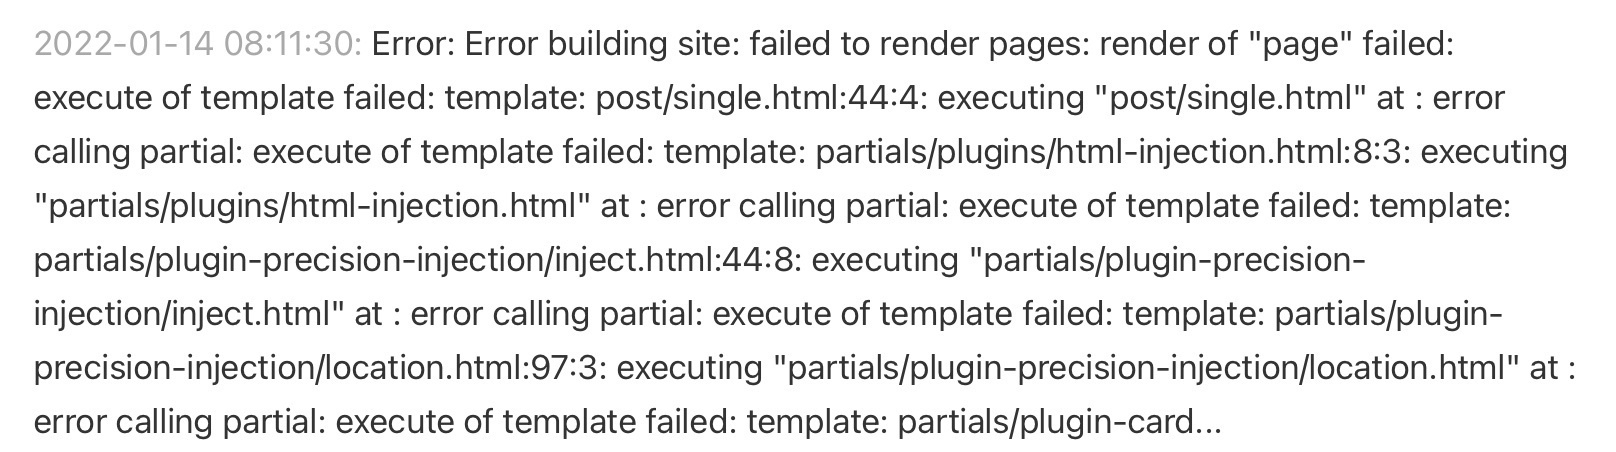 2022-01-14 08:11:30: Error: Error building site: failed to render pages: render of "page" failed:
execute of template failed: template: post/single.html:44:4: executing "post/single.html" at : error
calling partial: execute of template failed: template: partials/plugins/html-injection.html:8:3: executing
"partials/plugins/html-injection.html" at : error calling partial: execute of template failed: template:
partials/plugin-precision-injection/inject.html:44:8: executing "partials/plugin-precision-
injection/inject.html" at : error calling partial: execute of template failed: template: partials/plugin-
precision-injection/location.html:97:3: executing "partials/plugin-precision-injection/location.html" at :
error calling partial: execute of template failed: template: partials/plugin-card...